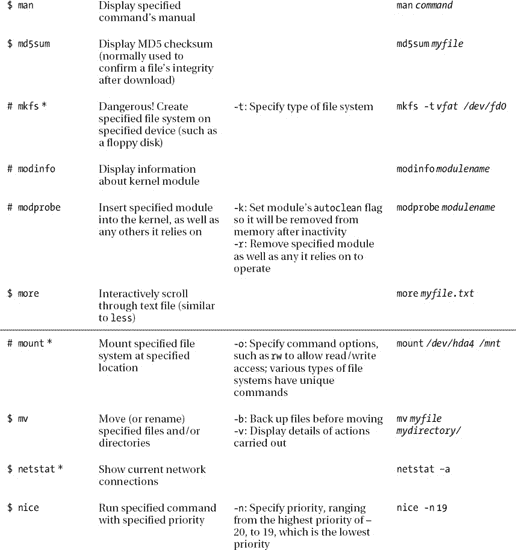 $ man Display specified man command
command's manual
$ md5sum Display MD5 checksum md5sum myfile
(normally used to
confirm a file's integrity
after download)
# mkfs * Dangerous! Create -t: Specify type of file system mkfs -t vfat /dev/fd0
specified file system on
specified device (such as
a floppy disk)
# modinfo Display information modinfo modulename
about kernel module
# modprobe Insert specified module -k: Set module's autoclean flag modprobe modulename
into the kernel, as well as so it will be removed from
any others it relies on memory after inactivity
-r: Remove specified module
as well as any it relies on to
operate
$ more Interactively scroll more myfile.txt
through text file (similar
to less)
# mount * Mount specified file -o: Specify command options, mount /dev/hda4 /mnt
system at specified such as rw to allow read/write
location access; various types of file
systems have unique
commands
$ mv Move (or rename) -b: Back up files before moving mv myfile
specified files and/or -v: Display details of actions mydirectory/
directories carried out
$ netstat * Show current network netstat -a
connections
$ nice Run specified command -n: Specify priority, ranging nice -n 19
with specified priority from the highest priority of –
20, to 19, which is the lowest
priority